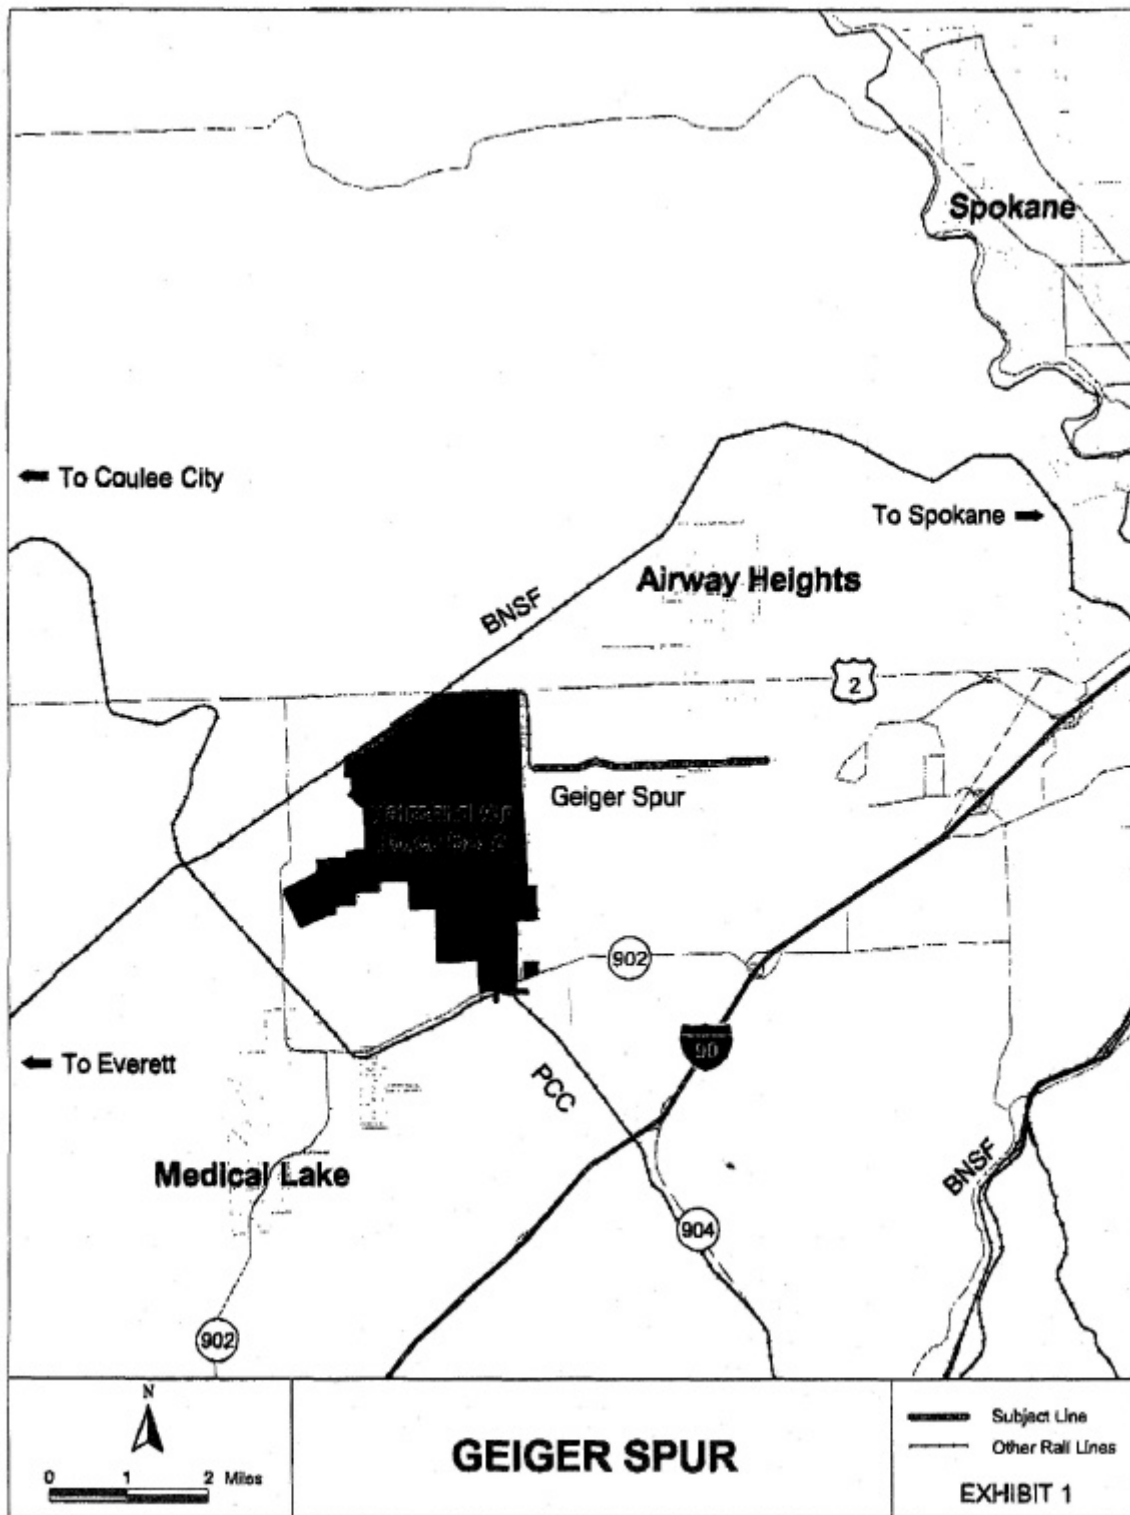 Spokane
To Coulee City
To Spokane
Airway Heights
BNSF
2
Geiger Spur
902
90
To Everett
PCC
BNSF
Medical Lake
904
902
N
0 1 2 Miles
GEIGER SPUR
Subject Line
Other Rail Lines
EXHIBIT 1